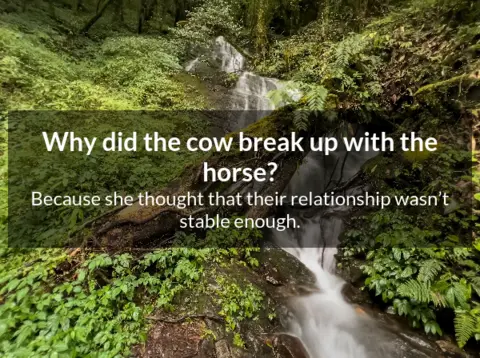 Why did the cow break up with the
horse?
Because she thought that their relationship wasn’t
stable enough.